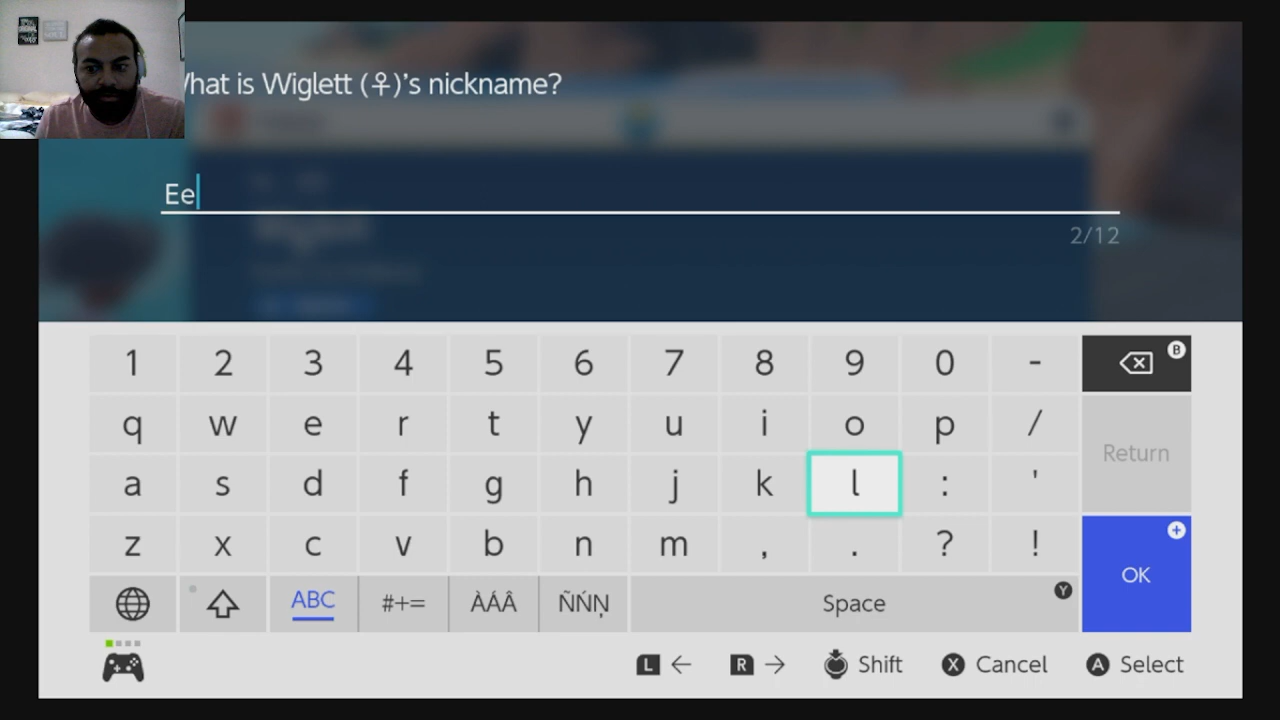 What is Wiglett (♀)'s nickname?
Ee
2/12
1 2 3 4 5 6 7 8 9 0 -
q w e r t y u i o p /
Return
a s d f g h j k l : '
z x c v b n m , . ? !
OK
ABC #+= ÀÁÂ ÑŃŅ Space
L ← R → Shift X Cancel A Select
B
+
Y